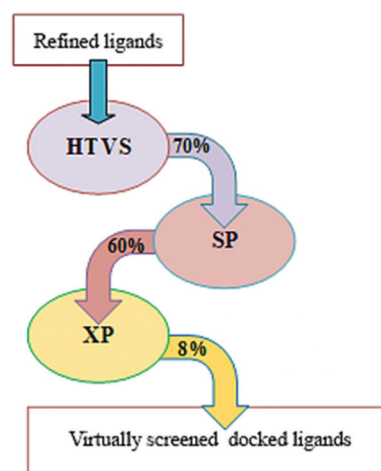 Refined ligands
HTVS
70%
SP
60%
XP
8%
Virtually screened docked ligands